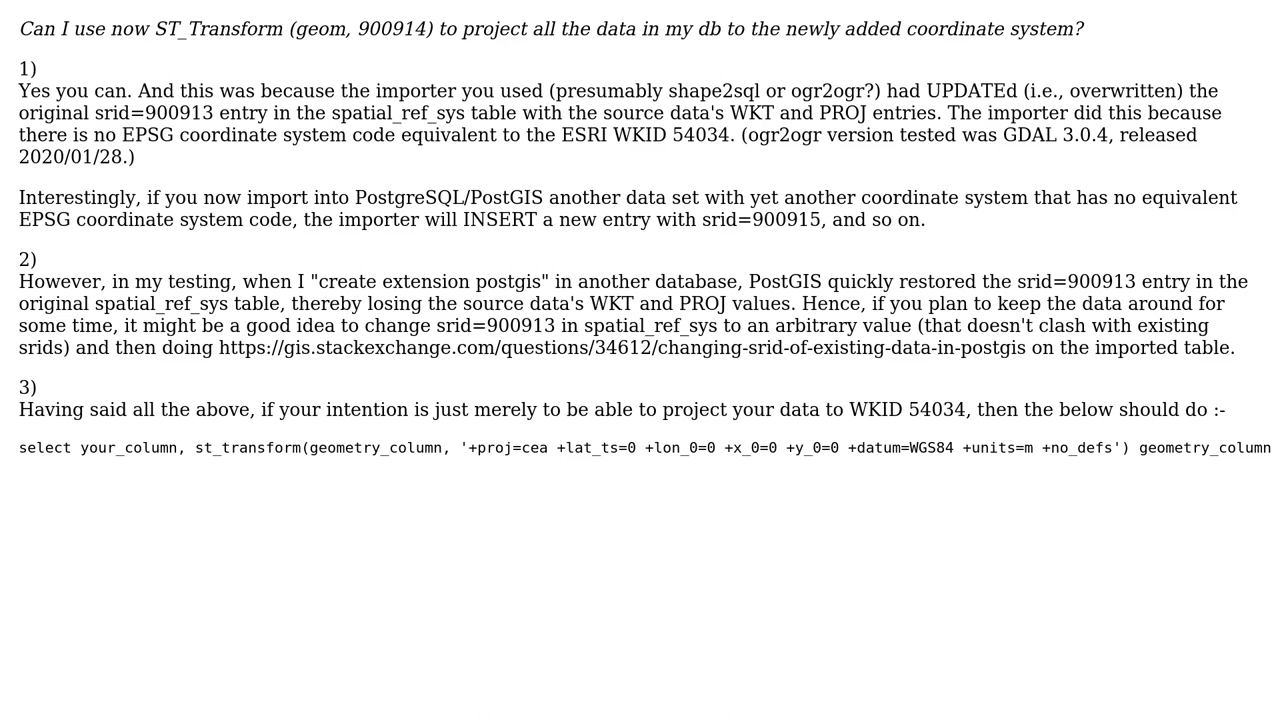 Can I use now ST_Transform (geom, 900914) to project all the data in my db to the newly added coordinate system?
1)
Yes you can. And this was because the importer you used (presumably shape2sql or ogr2ogr?) had UPDATEd (i.e., overwritten) the
original srid=900913 entry in the spatial_ref_sys table with the source data's WKT and PROJ entries. The importer did this because
there is no EPSG coordinate system code equivalent to the ESRI WKID 54034. (ogr2ogr version tested was GDAL 3.0.4, released
2020/01/28.)
Interestingly, if you now import into PostgreSQL/PostGIS another data set with yet another coordinate system that has no equivalent
EPSG coordinate system code, the importer will INSERT a new entry with srid=900915, and so on.
2)
However, in my testing, when I "create extension postgis" in another database, PostGIS quickly restored the srid=900913 entry in the
original spatial_ref_sys table, thereby losing the source data's WKT and PROJ values. Hence, if you plan to keep the data around for
some time, it might be a good idea to change srid=900913 in spatial_ref_sys to an arbitrary value (that doesn't clash with existing
srids) and then doing https://gis.stackexchange.com/questions/34612/changing-srid-of-existing-data-in-postgis on the imported table.
3)
Having said all the above, if your intention is just merely to be able to project your data to WKID 54034, then the below should do :-
select your_column, st_transform(geometry_column, '+proj=cea +lat_ts=0 +lon_0=0 +x_0=0 +y_0=0 +datum=WGS84 +units=m +no_defs') geometry_column